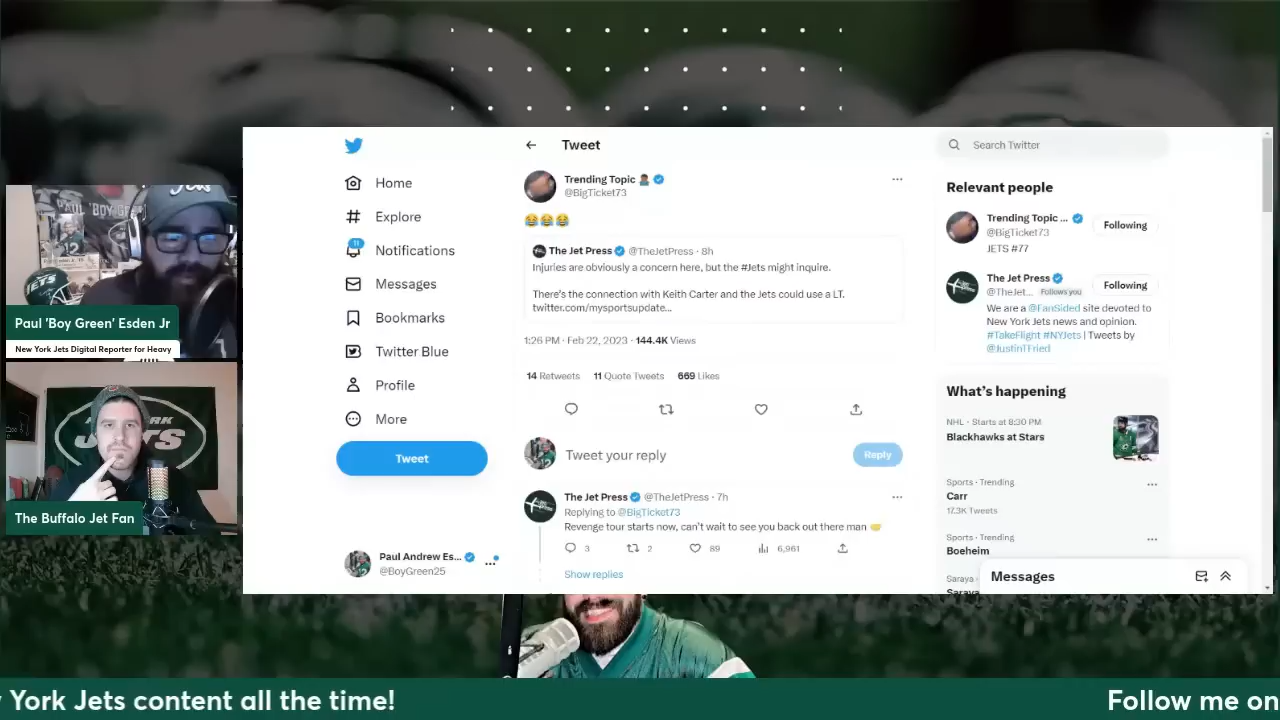 Tweet
Search Twitter
Home
Explore
11
Notifications
Messages
Bookmarks
Twitter Blue
Profile
More
Tweet
Paul Andrew Es...
@BoyGreen25
Trending Topic
@BigTicket73
😂😂😂
The Jet Press @TheJetPress · 8h
Injuries are obviously a concern here, but the #Jets might inquire.
There's the connection with Keith Carter and the Jets could use a LT.
twitter.com/mysportsupdate...
1:26 PM · Feb 22, 2023 · 144.4K Views
14 Retweets 11 Quote Tweets 669 Likes
Tweet your reply
Reply
The Jet Press @TheJetPress · 7h
Replying to @BigTicket73
Revenge tour starts now, can't wait to see you back out there man
3 2 89 6,961
Show replies
Relevant people
Trending Topic ...
@BigTicket73
Following
JETS #77
The Jet Press
@TheJet... Follows you
Following
We are a @FanSided site devoted to
New York Jets news and opinion.
#TakeFlight #NYJets | Tweets by
@JustinTFried
What's happening
NHL · Starts at 8:30 PM
Blackhawks at Stars
Sports · Trending
Carr
17.3K Tweets
Sports · Trending
Boeheim
Saraya
Messages
PAUL 'BOY GRE
JETS
Paul 'Boy Green' Esden Jr
New York Jets Digital Reporter for Heavy
JETS
The Buffalo Jet Fan
York Jets content all the time!
Follow me on